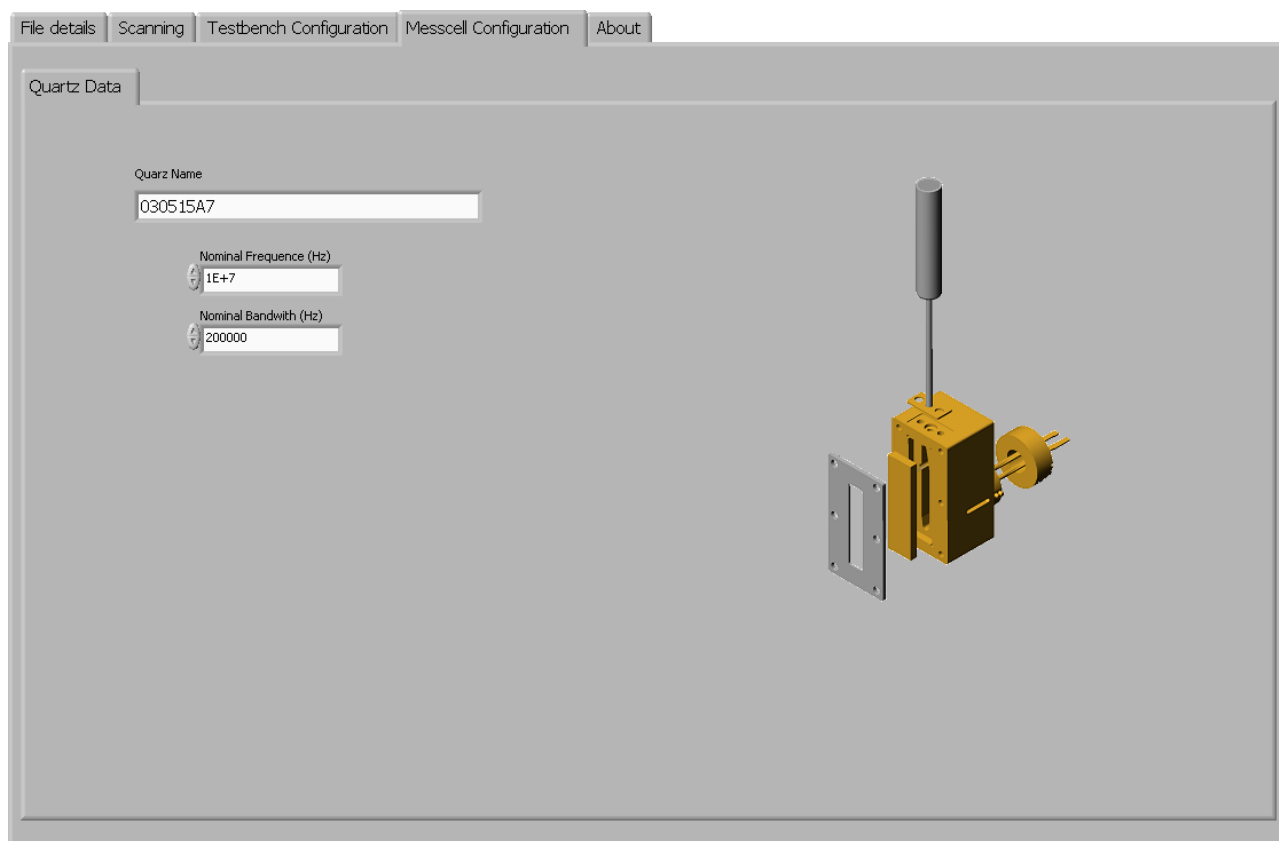 File details Scanning Testbench Configuration Messcell Configuration About
Quartz Data
Quarz Name
030515A7
Nominal Frequence (Hz)
1E+7
Nominal Bandwith (Hz)
200000